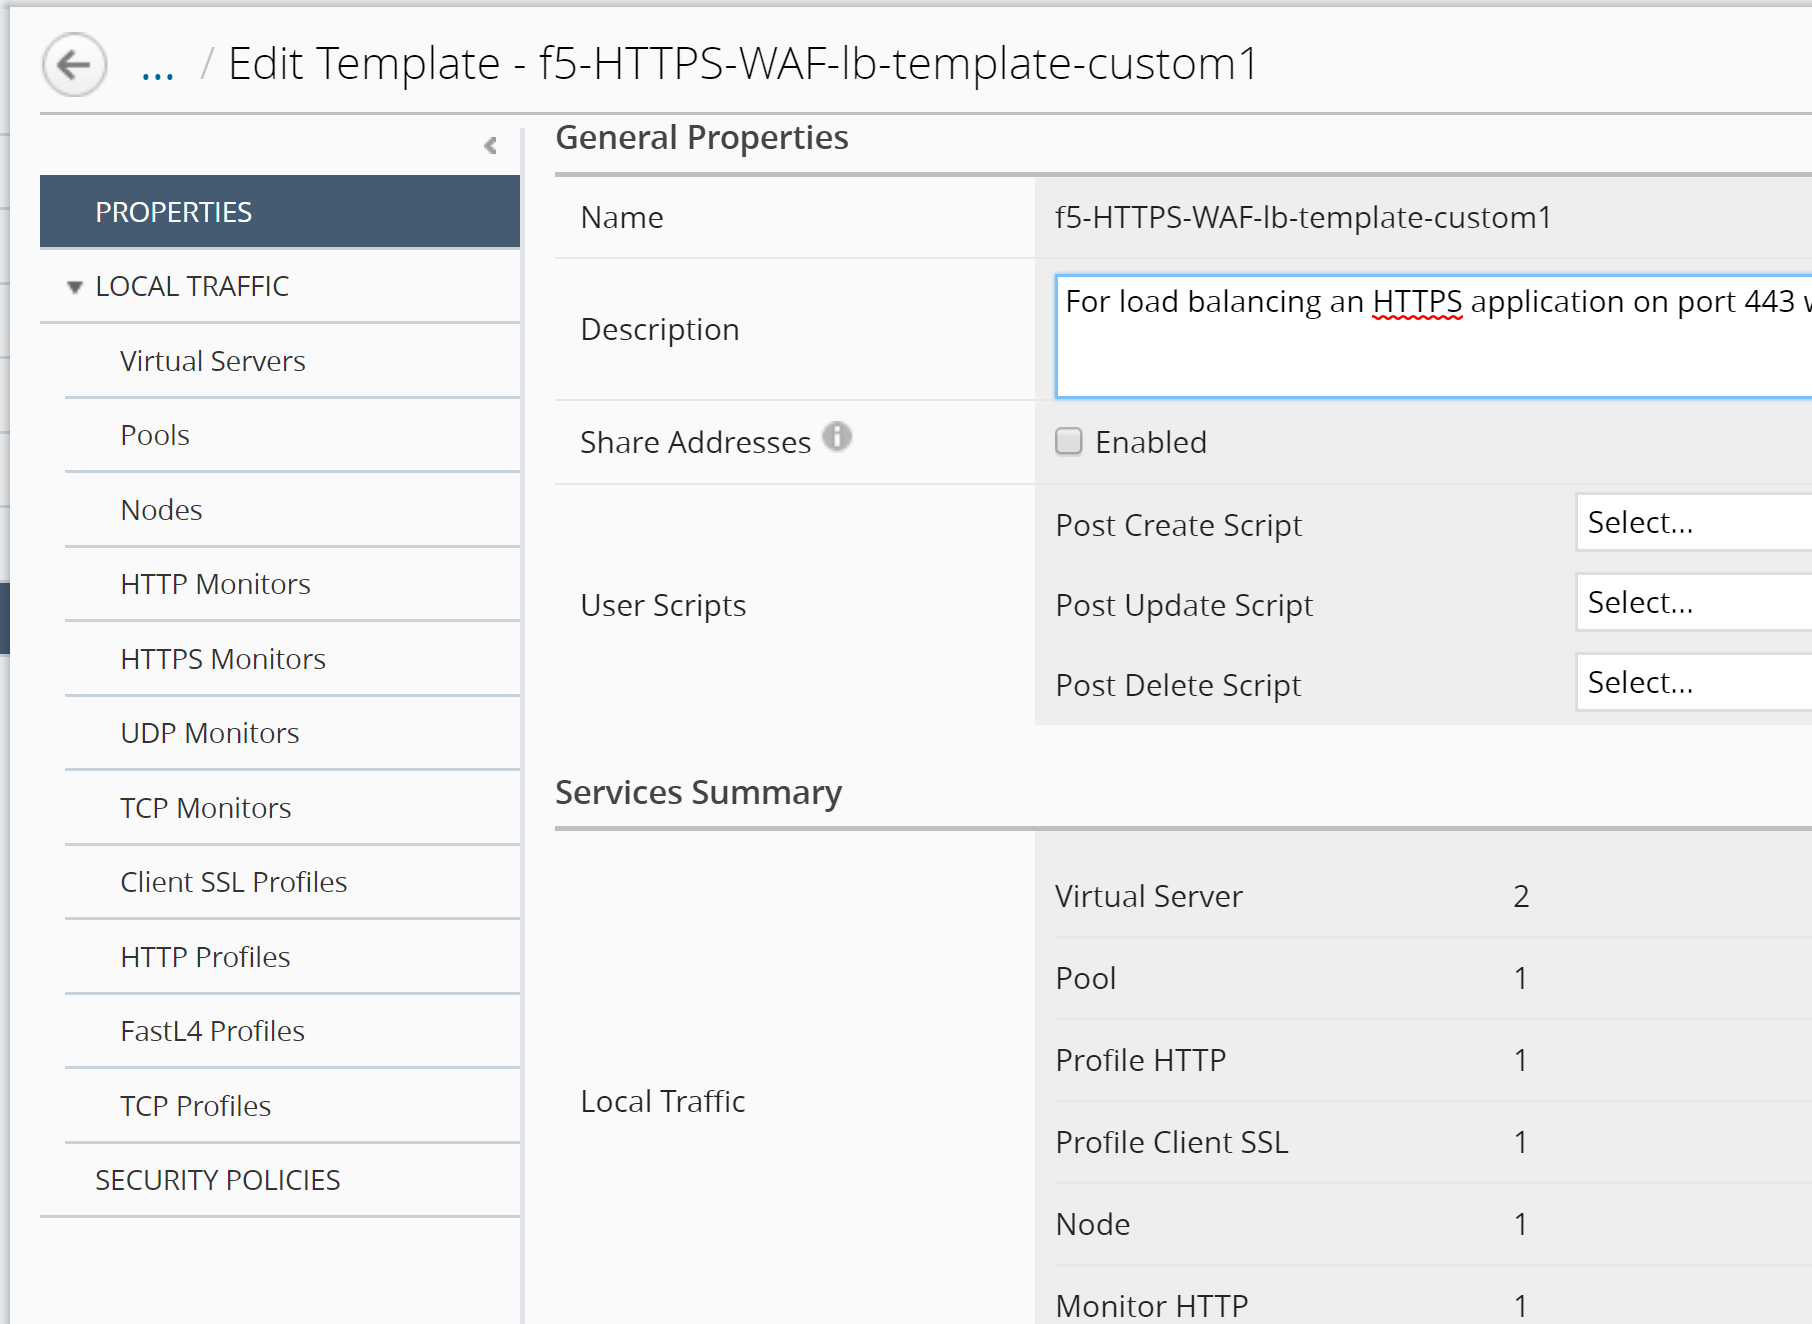 ... / Edit Template - f5-HTTPS-WAF-lb-template-custom1
PROPERTIES
LOCAL TRAFFIC
Virtual Servers
Pools
Nodes
HTTP Monitors
HTTPS Monitors
UDP Monitors
TCP Monitors
Client SSL Profiles
HTTP Profiles
FastL4 Profiles
TCP Profiles
SECURITY POLICIES
General Properties
Name f5-HTTPS-WAF-lb-template-custom1
Description For load balancing an HTTPS application on port 443
Share Addresses Enabled
User Scripts
Post Create Script Select...
Post Update Script Select...
Post Delete Script Select...
Services Summary
Local Traffic
Virtual Server 2
Pool 1
Profile HTTP 1
Profile Client SSL 1
Node 1
Monitor HTTP 1